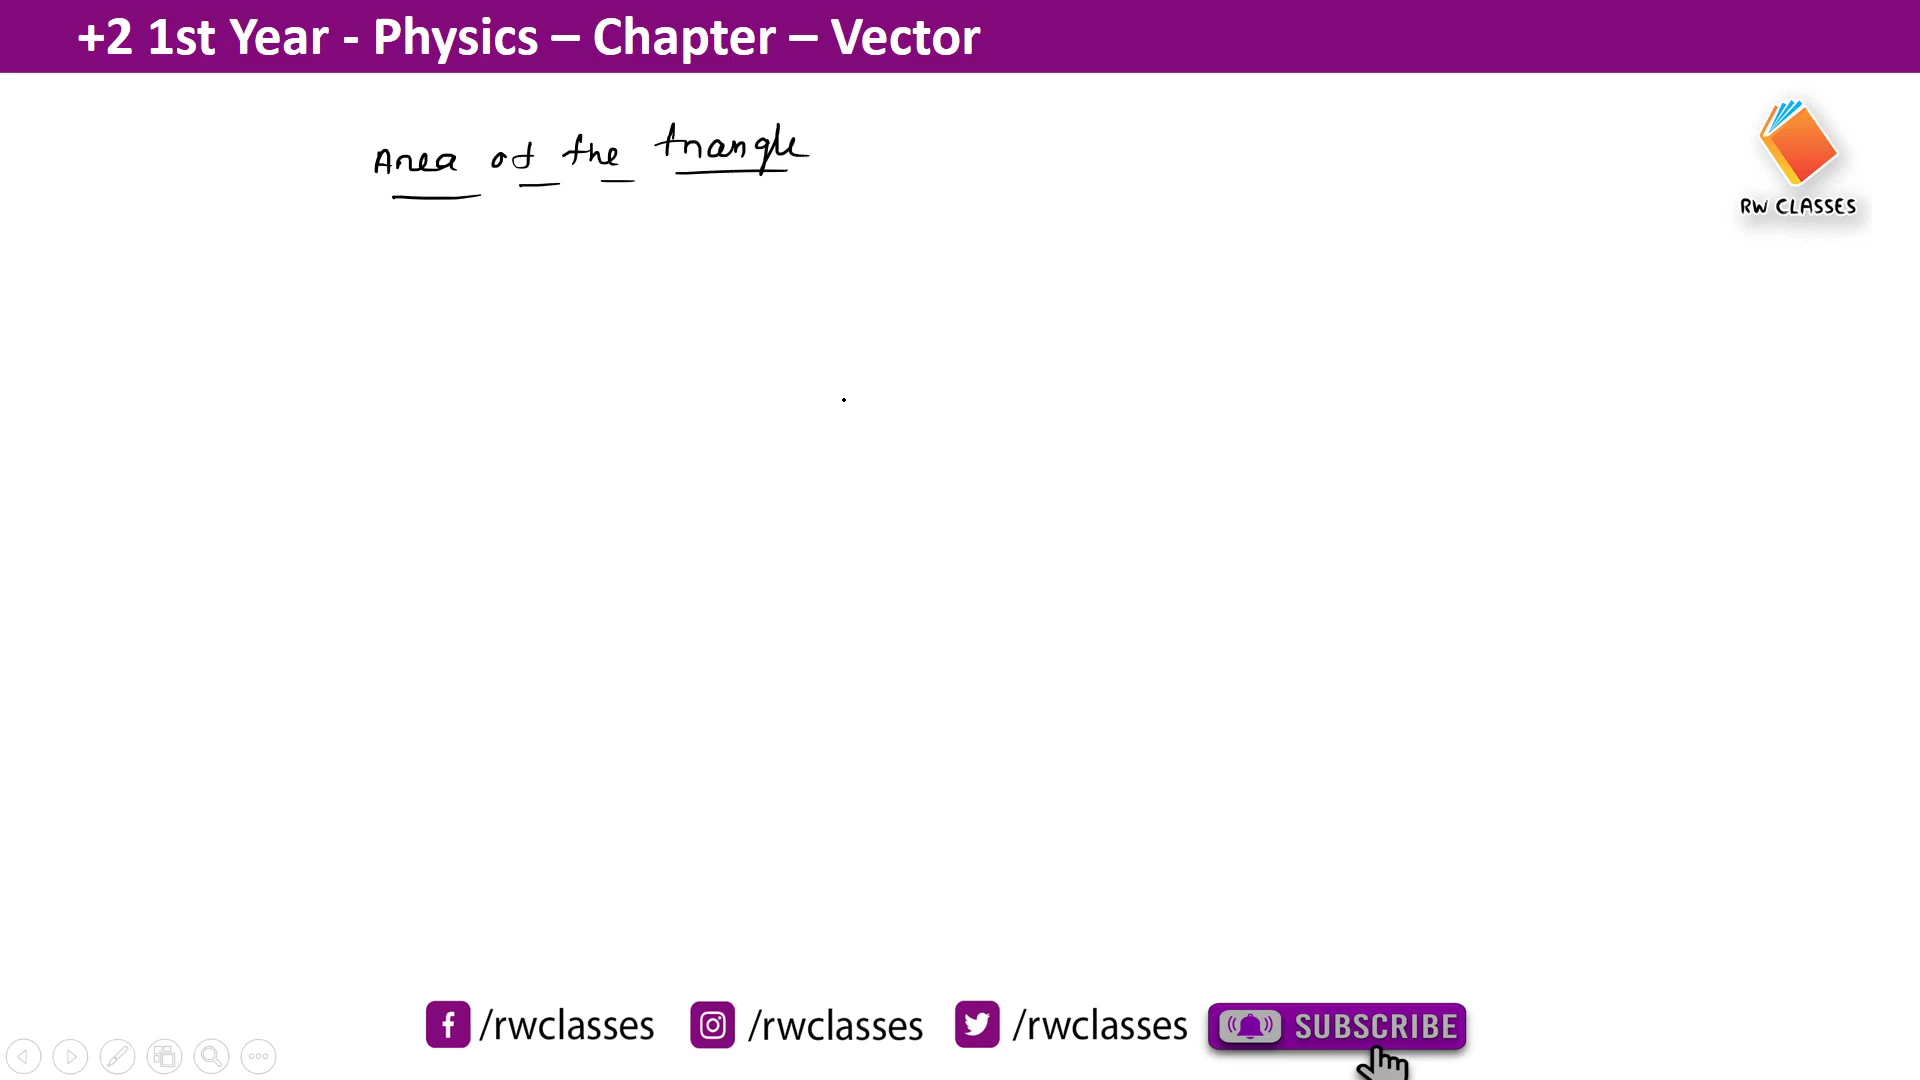 +2 1st Year - Physics – Chapter – Vector
Area of the triangle
RW CLASSES
/rwclasses /rwclasses /rwclasses SUBSCRIBE